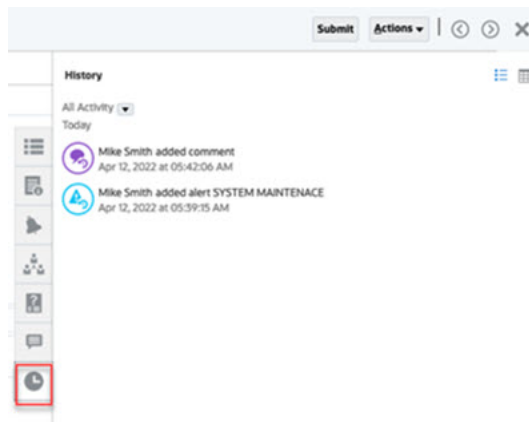 Submit Actions
History
All Activity
Today
Mike Smith added comment
Apr 12, 2022 at 05:42:06 AM
Mike Smith added alert SYSTEM MAINTENACE
Apr 12, 2022 at 05:39:15 AM